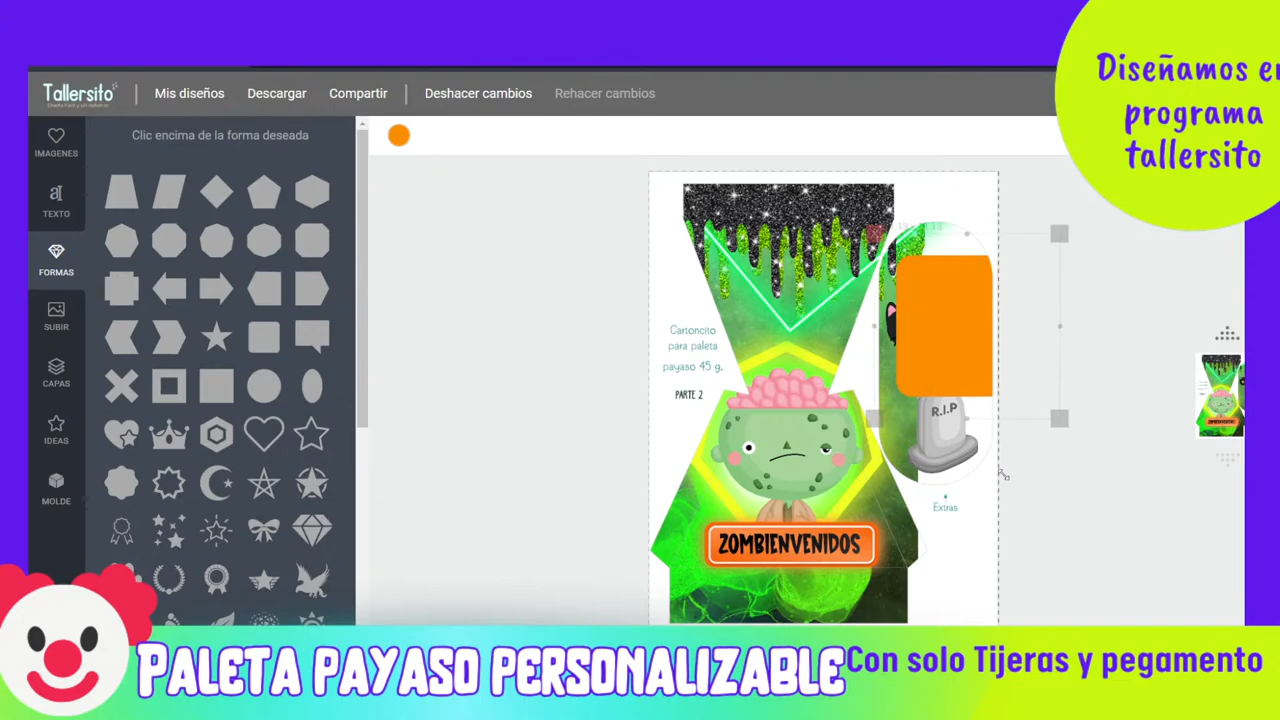 Diseñamos en
programa
tallersito
Tallersito
Mis diseños
Descargar
Compartir
Deshacer cambios
Rehacer cambios
IMAGENES
TEXTO
FORMAS
SUBIR
CAPAS
IDEAS
MOLDE
Clic encima de la forma deseada
Cartoncito
para paleta
payaso 45 g.
PARTE 2
R.I.P
Extras
ZOMBIENVENIDOS
PALETA PAYASO PERSONALIZABLE
Con solo Tijeras y pegamento